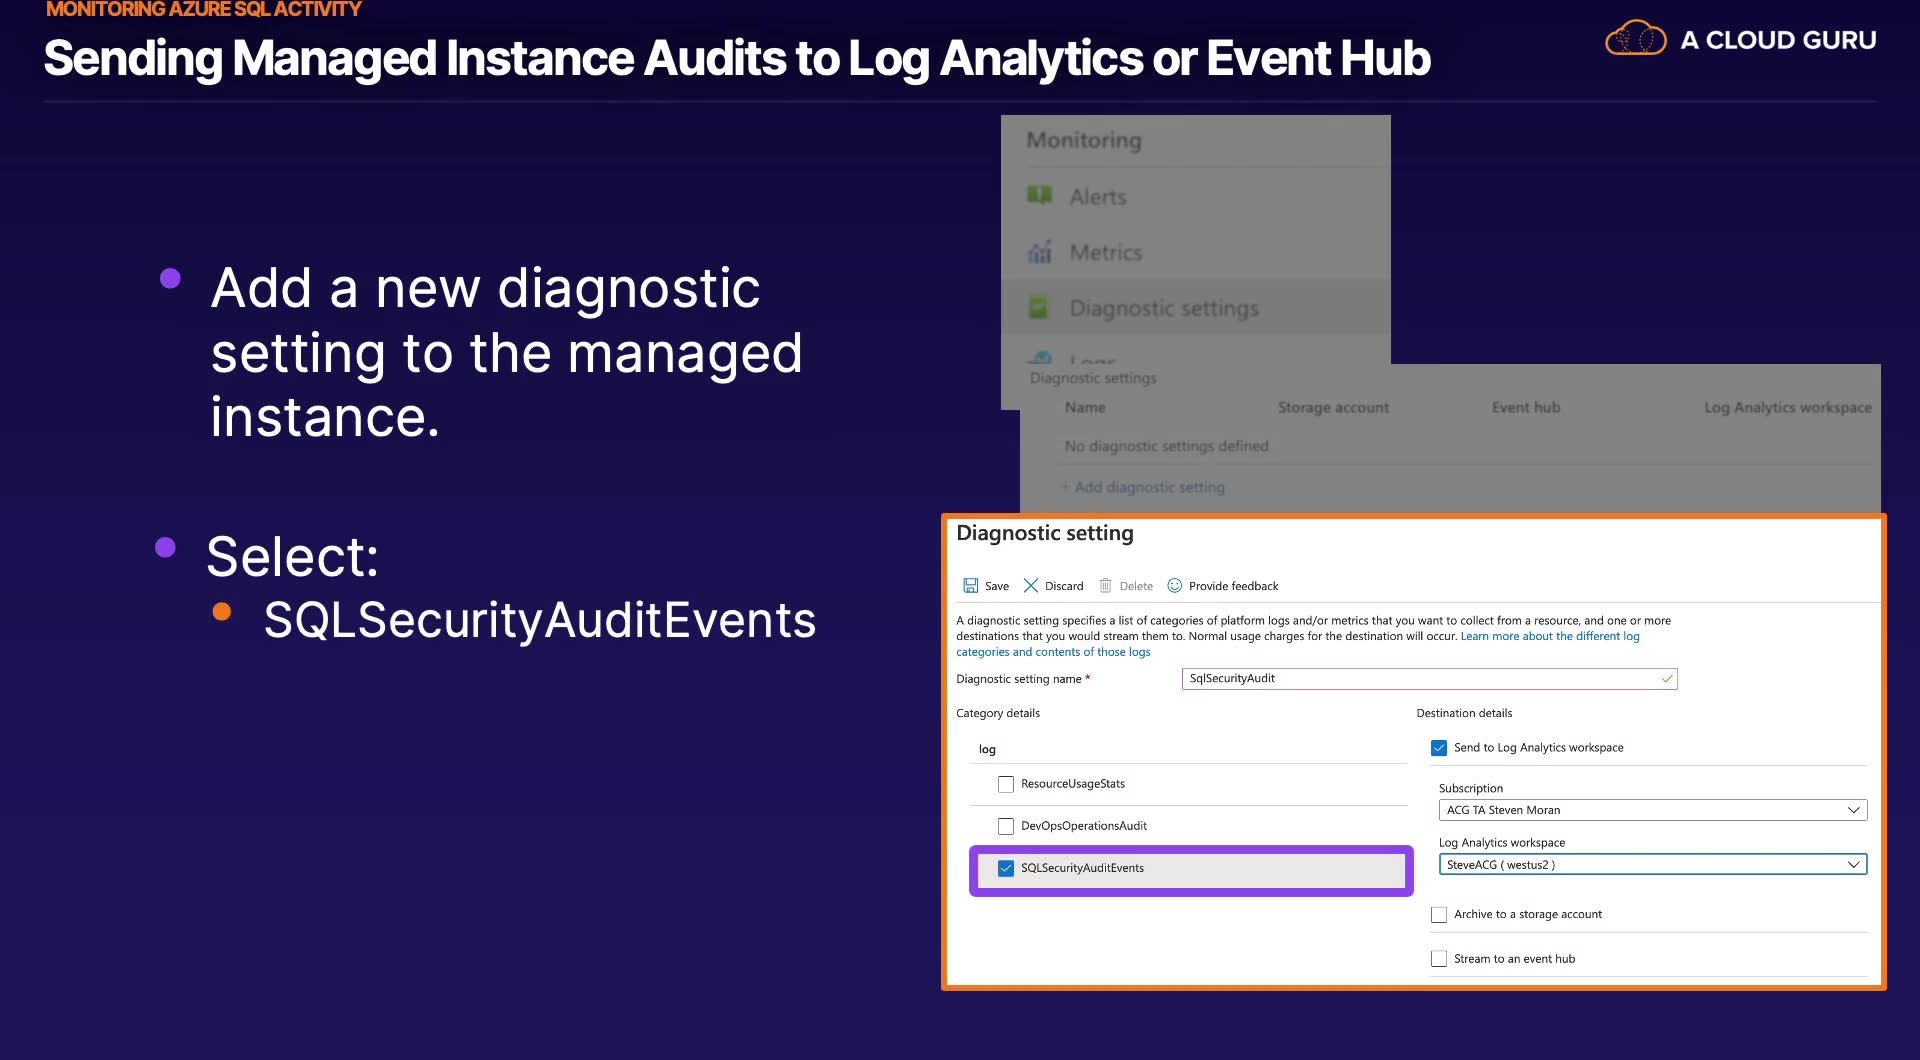 MONITORING AZURE SQL ACTIVITY
Sending Managed Instance Audits to Log Analytics or Event Hub
A CLOUD GURU
Add a new diagnostic
setting to the managed
instance.
Select:
SQLSecurityAuditEvents
Monitoring
Alerts
Metrics
Diagnostic settings
Logs
Diagnostic settings
Name Storage account Event hub Log Analytics workspace
No diagnostic settings defined
+ Add diagnostic setting
Diagnostic setting
Save Discard Delete Provide feedback
A diagnostic setting specifies a list of categories of platform logs and/or metrics that you want to collect from a resource, and one or more
destinations that you would stream them to. Normal usage charges for the destination will occur. Learn more about the different log
categories and contents of those logs
Diagnostic setting name * SqlSecurityAudit
Category details
log
ResourceUsageStats
DevOpsOperationsAudit
SQLSecurityAuditEvents
Destination details
Send to Log Analytics workspace
Subscription
ACG TA Steven Moran
Log Analytics workspace
SteveACG ( westus2 )
Archive to a storage account
Stream to an event hub